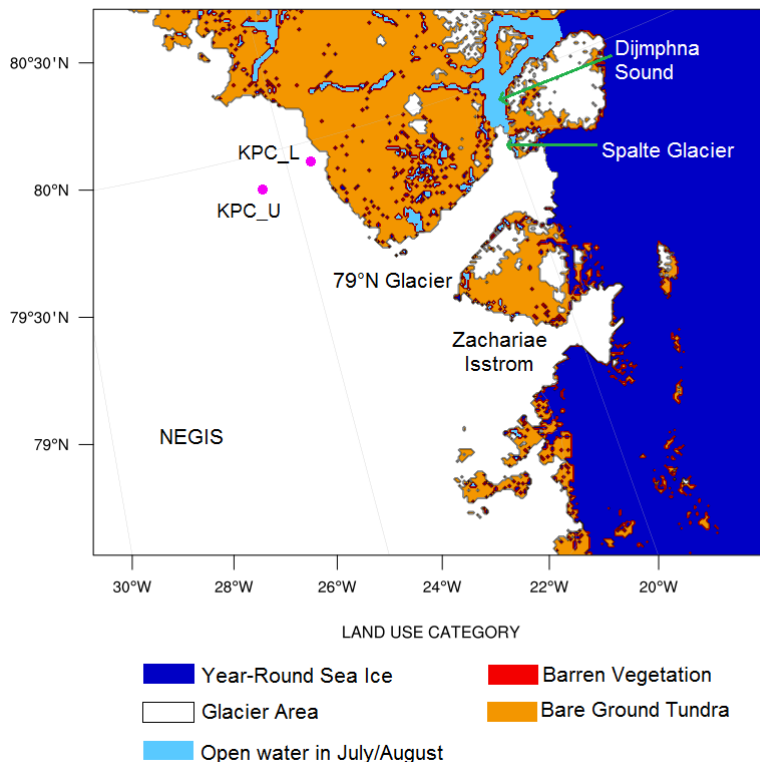 80°30'N
Dijmphna
Sound
KPC_L
Spalte Glacier
80°N
KPC_U
79°N Glacier
79°30'N
Zachariae
Isstrom
79°N
NEGIS
30°W 28°W 26°W 24°W 22°W 20°W
LAND USE CATEGORY
Year-Round Sea Ice
Barren Vegetation
Glacier Area
Bare Ground Tundra
Open water in July/August